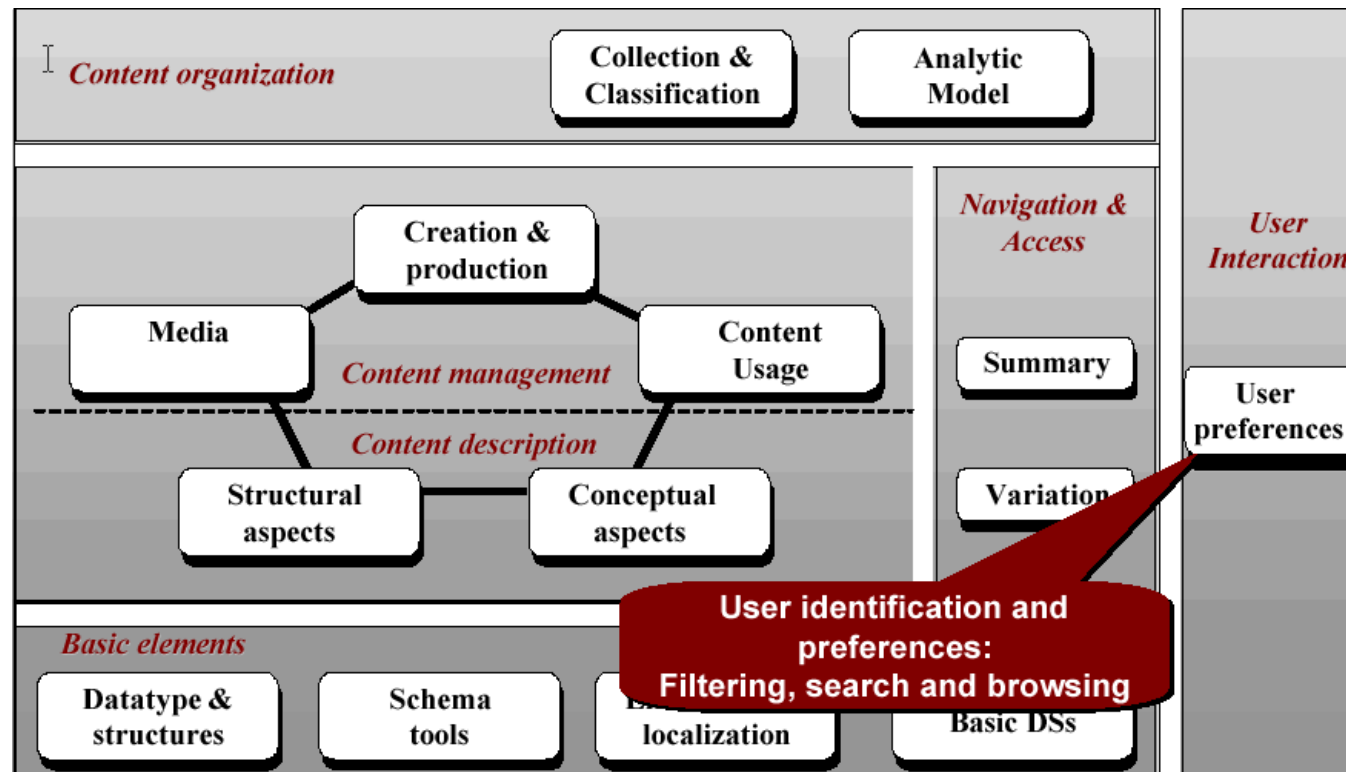 Content organization
Collection &
Classification
Analytic
Model
Creation &
production
Media
Content
Usage
Content management
Content description
Structural
aspects
Conceptual
aspects
Navigation &
Access
Summary
Variation
User
Interaction
User
preferences
User identification and
preferences:
Filtering, search and browsing
Basic elements
Datatype &
structures
Schema
tools
localization
Basic DSs